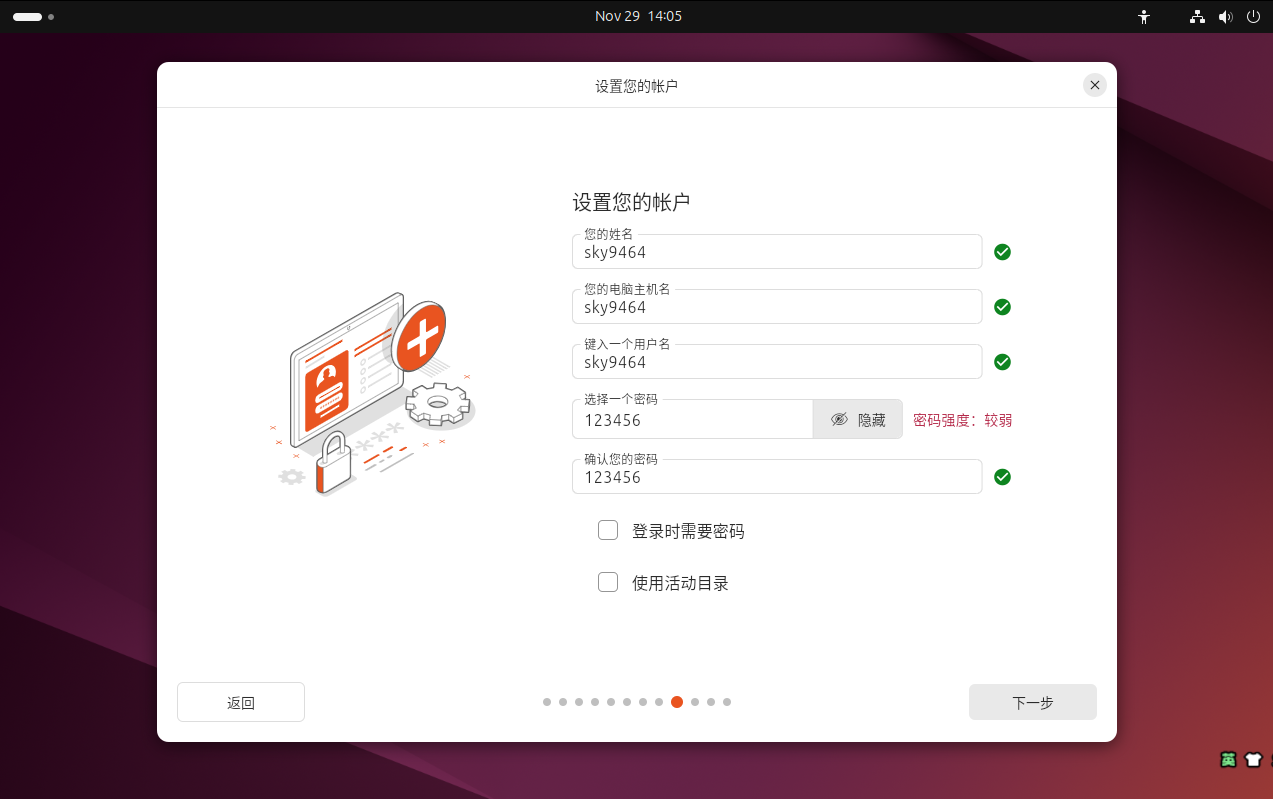 Nov 29 14:05
设置您的帐户
设置您的帐户
您的姓名
sky9464
您的电脑主机名
sky9464
键入一个用户名
sky9464
选择一个密码
123456
隐藏
密码强度：较弱
确认您的密码
123456
登录时需要密码
使用活动目录
返回
下一步
英